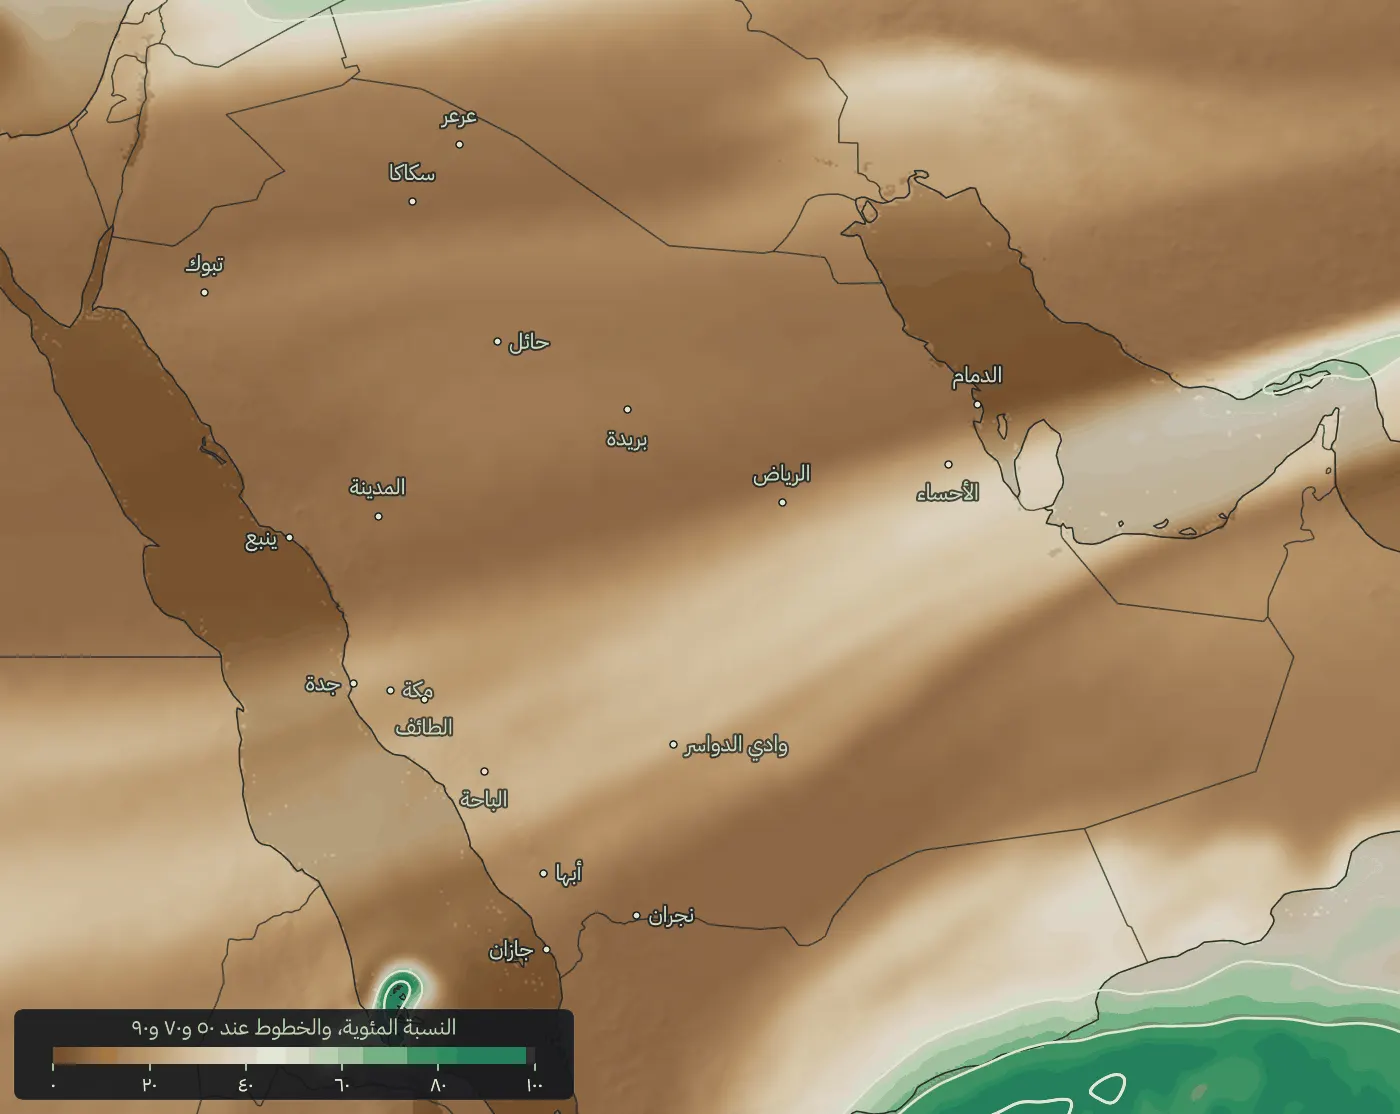 عرعر
سكاكا
تبوك
حائل
الدمام
بريدة
الرياض
الأحساء
المدينة
ينبع
جدة
مكة
الطائف
وادي الدواسر
الباحة
أبها
نجران
جازان
النسبة المئوية، والخطوط عند ٥٠ و٧٠ و٩٠
٠ ٢٠ ٤٠ ٦٠ ٨٠ ١٠٠